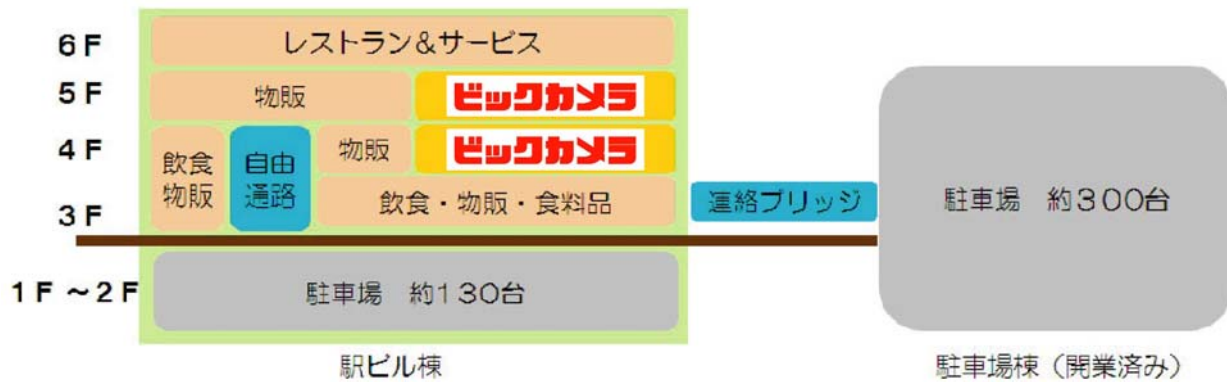 6F
レストラン＆サービス
5F
物販
ビックカメラ
4F
飲食
物販
自由
通路
物販
ビックカメラ
3F
飲食・物販・食料品
連絡ブリッジ
駐車場　約３００台
1F～2F
駐車場　約１３０台
駅ビル棟
駐車場棟（開業済み）